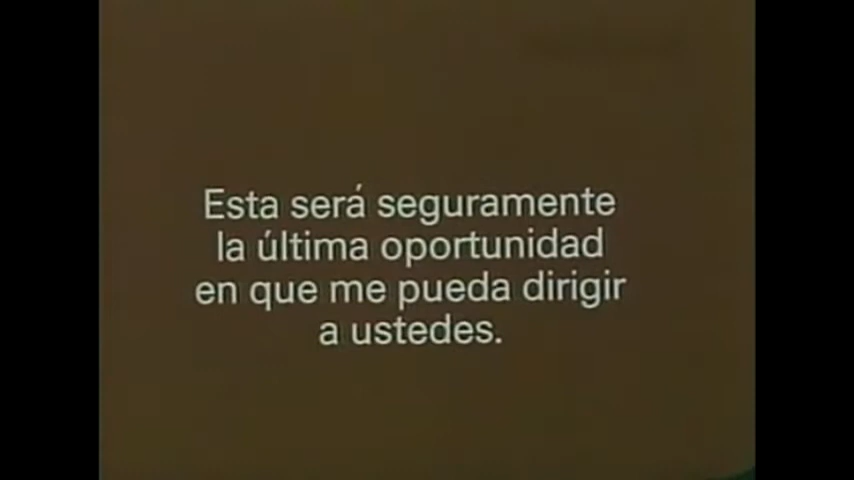 Esta será seguramente
la última oportunidad
en que me pueda dirigir
a ustedes.